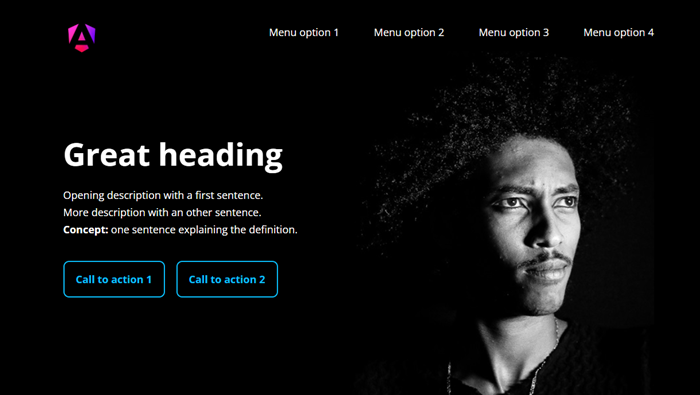 Menu option 1
Menu option 2
Menu option 3
Menu option 4
Great heading
Opening description with a first sentence.
More description with an other sentence.
Concept: one sentence explaining the definition.
Call to action 1
Call to action 2